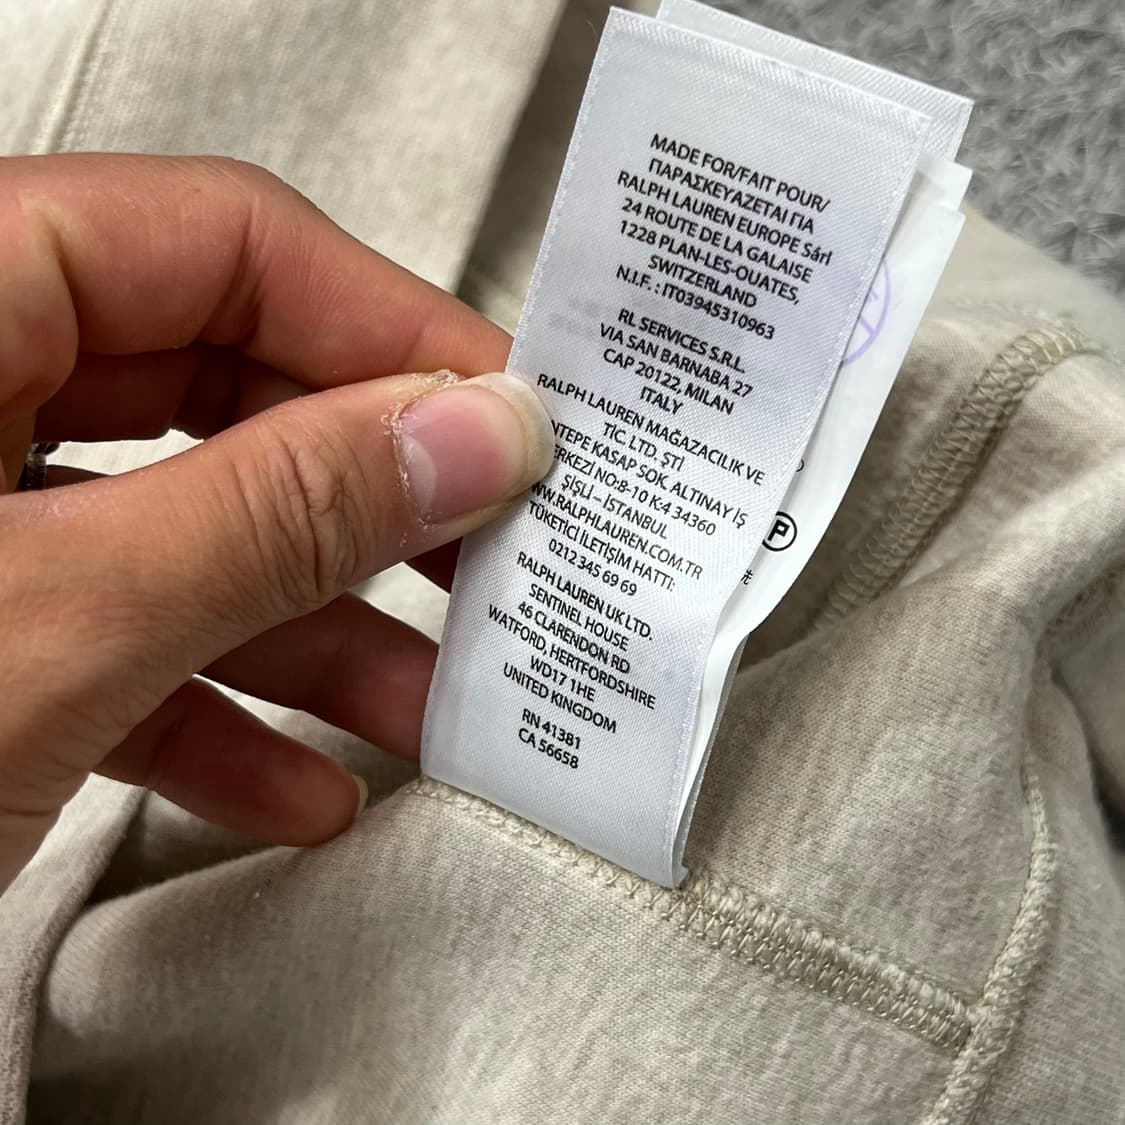 MADE FOR/FAIT POUR/
ΠΑΡΑΣΚΕΥΑΖΕΤΑΙ ΓΙΑ
RALPH LAUREN EUROPE Sárl
24 ROUTE DE LA GALAISE
1228 PLAN-LES-OUATES,
SWITZERLAND
N.I.F. : IT03945310963
RL SERVICES S.R.L.
VIA SAN BARNABA 27
CAP 20122, MILAN
ITALY
RALPH LAUREN MAĞAZACILIK VE
TİC. LTD. ŞTİ
NTEPE KASAP SOK. ALTINAY İŞ
ERKEZİ NO:8-10 K:4 34360
ŞİŞLİ – İSTANBUL
WW.RALPHLAUREN.COM.TR
TÜKETİCİ İLETİŞİM HATTI:
0212 345 69 69
RALPH LAUREN UK LTD.
SENTINEL HOUSE
46 CLARENDON RD
WATFORD, HERTFORDSHIRE
WD17 1HE
UNITED KINGDOM
RN 41381
CA 56658
P